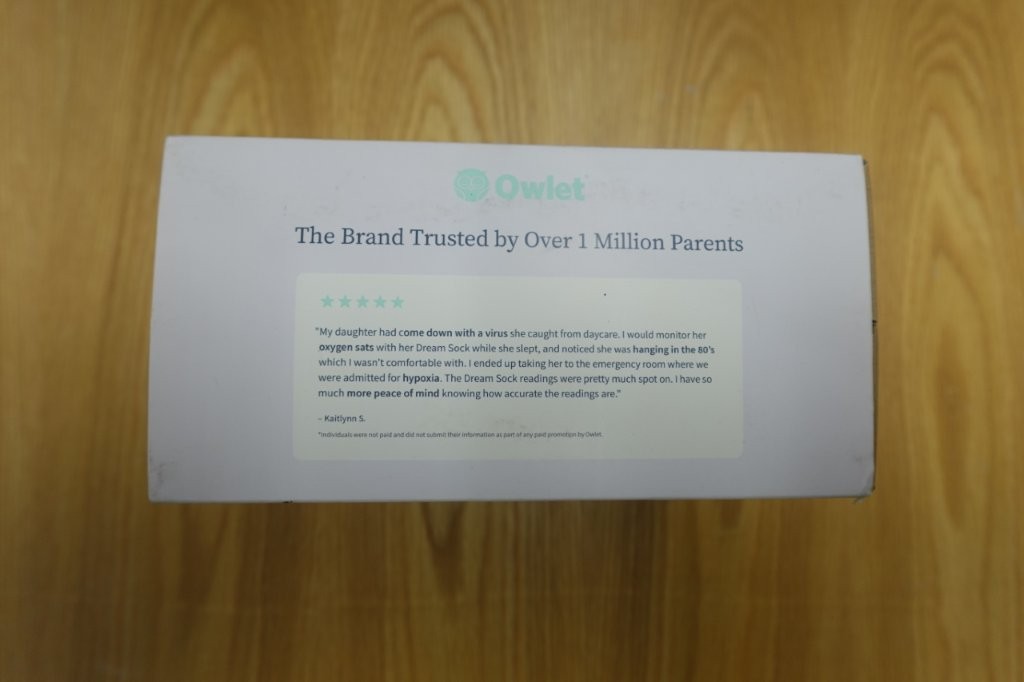 Owlet
The Brand Trusted by Over 1 Million Parents
"My daughter had come down with a virus she caught from daycare. I would monitor her
oxygen sats with her Dream Sock while she slept, and noticed she was hanging in the 80's
which I wasn't comfortable with. I ended up taking her to the emergency room where we
were admitted for hypoxia. The Dream Sock readings were pretty much spot on. I have so
much more peace of mind knowing how accurate the readings are."
– Kaitlynn S.
*Individuals were not paid and did not submit their information as part of any paid promotion by Owlet.